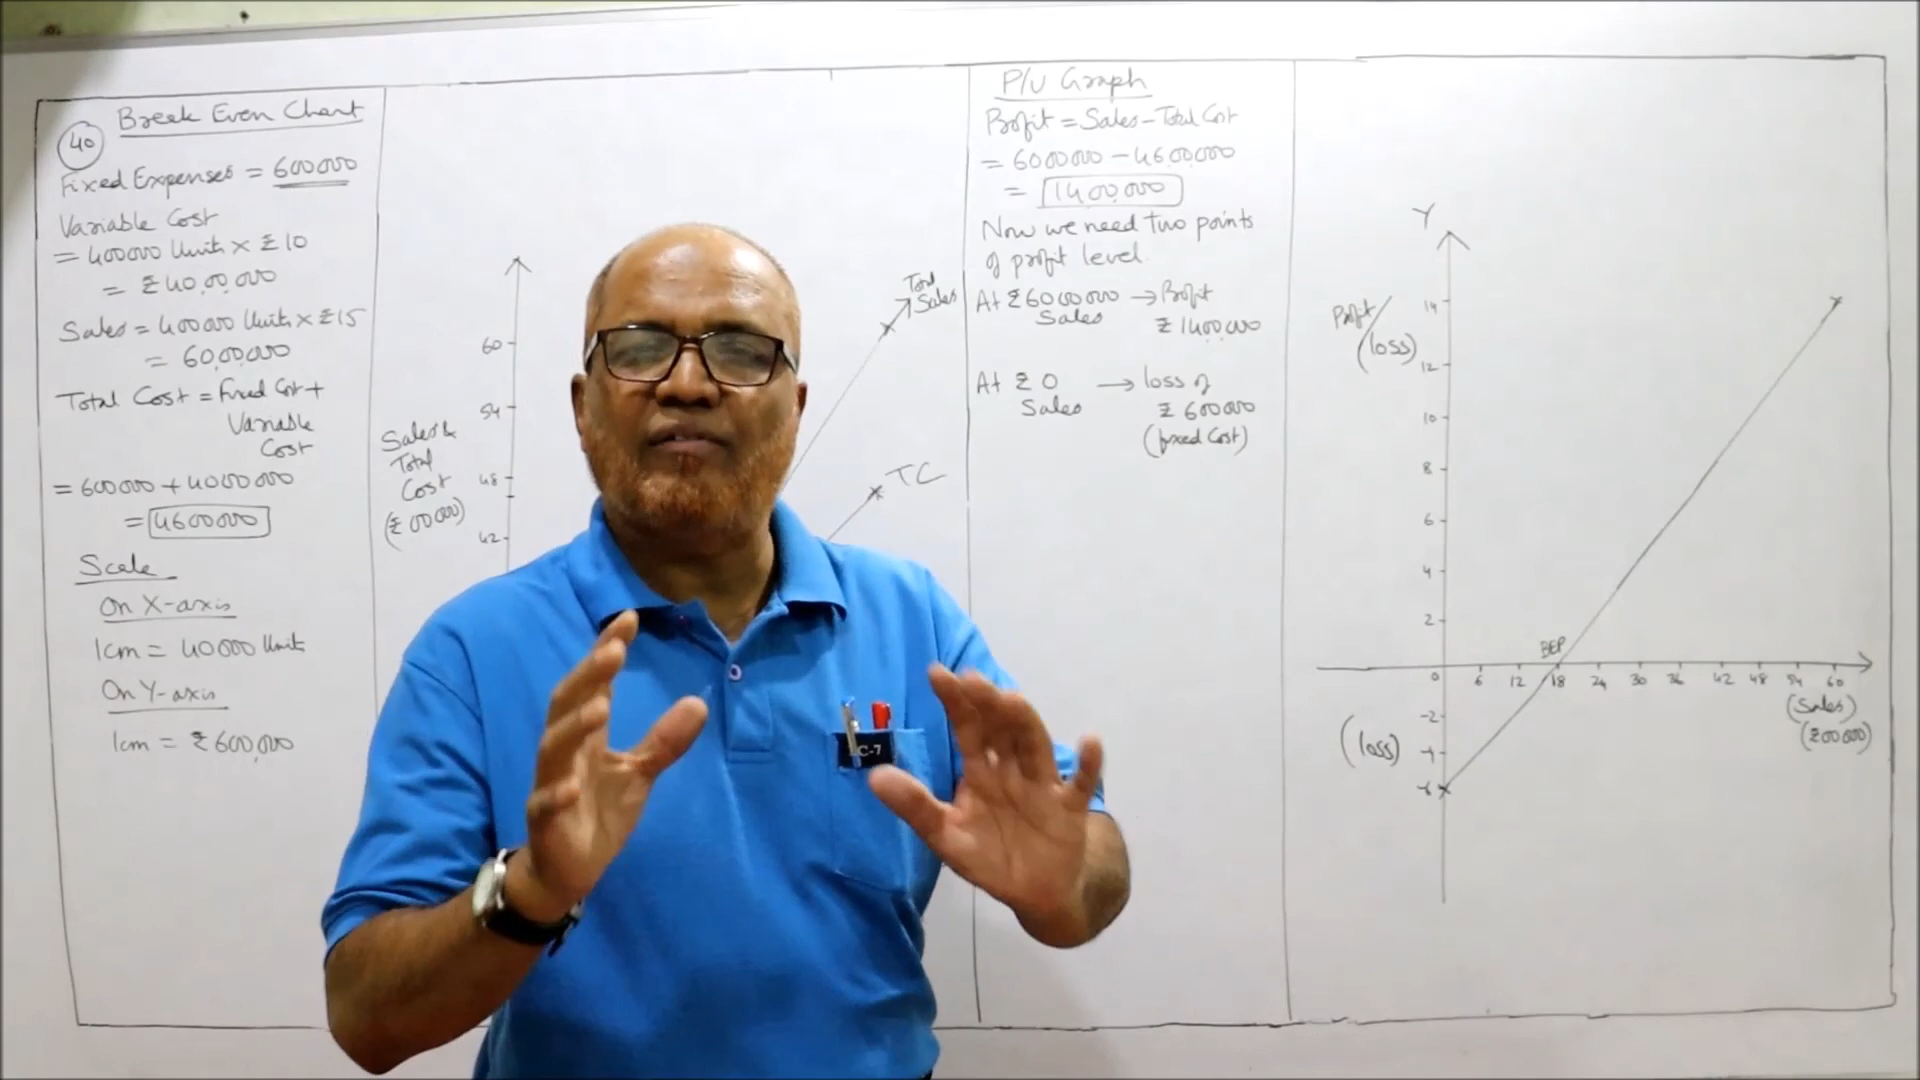 Break Even Chart
40
Fixed Expenses = 600000
Variable Cost
= 400000 Units × ₹10
= ₹40,00,000
Sales = 400000 Units × ₹15
= 60,00,000
Total Cost = Fixed Cost +
Variable
Cost
= 600000 + 4000000
= 4600000
Scale
On X-axis
1cm = 40000 Units
On Y-axis
1cm = ₹600,000
Total
Sales
60
54
Sales &
Total
Cost
(₹00000)
48
42
TC
P/V Graph
Profit = Sales - Total Cost
= 6000000 - 4600000
= 1400,000
Now we need two points
of profit level.
At ₹6000000 → Profit
Sales ₹1400000
At ₹0 → loss of
Sales ₹600000
(fixed Cost)
Y
Profit/
(loss)
14
12
10
8
6
4
2
BEP
0 6 12 18 24 30 36 42 48 54 60
-2
-4
-6
(Sales)
(₹00000)
(loss)
C-7